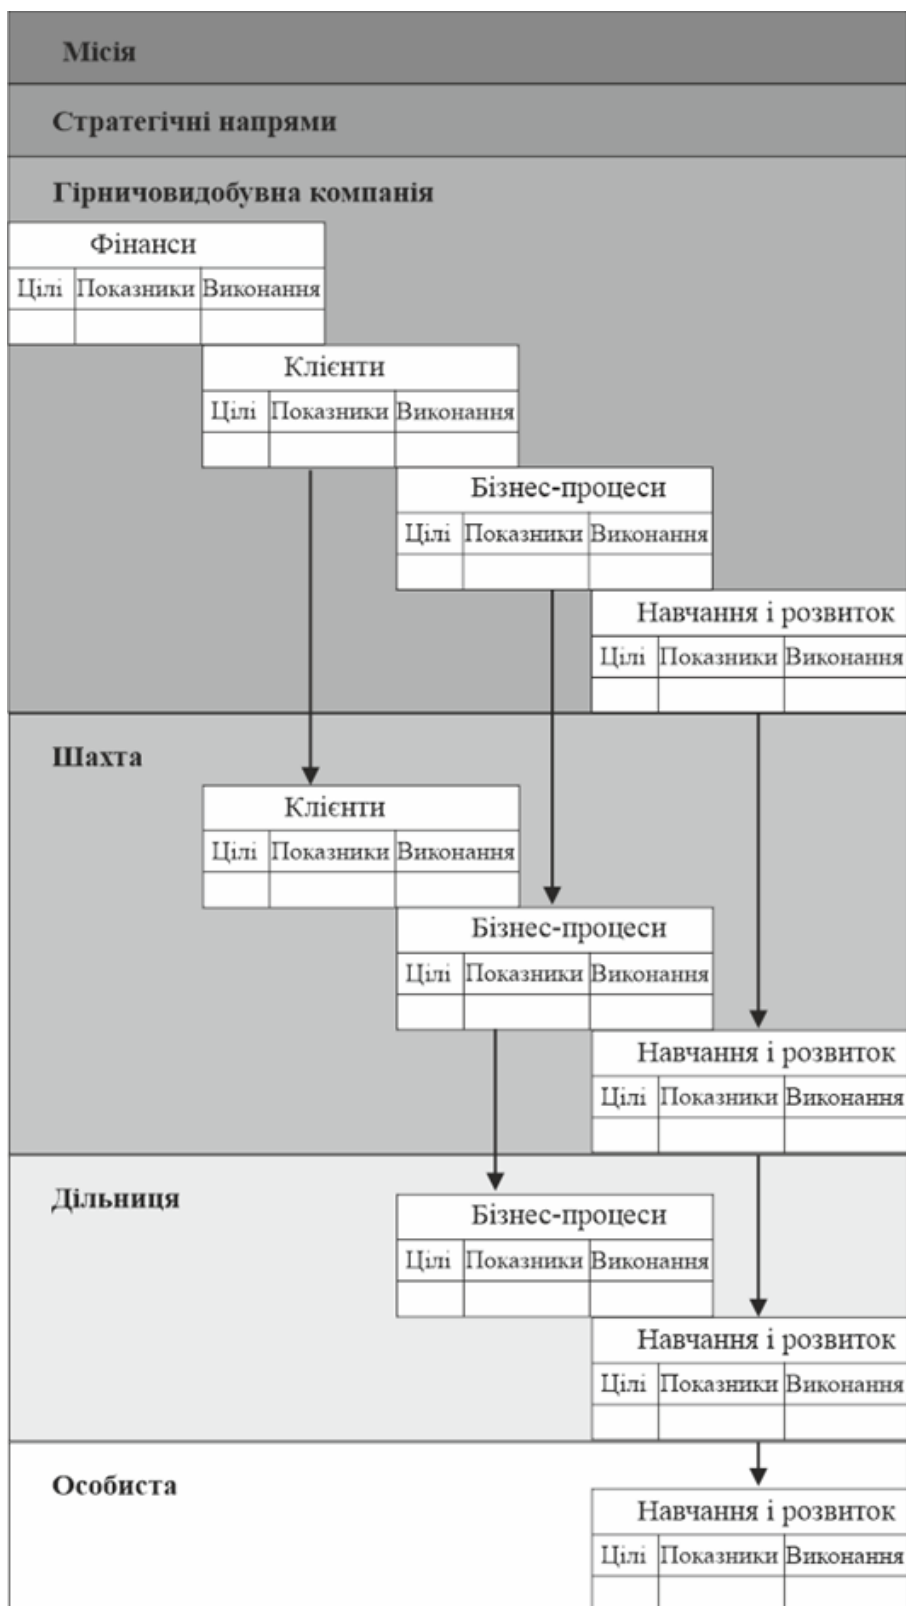 Місія
Стратегічні напрями
Гірничовидобувна компанія
Фінанси
Цілі Показники Виконання
Клієнти
Цілі Показники Виконання
Бізнес-процеси
Цілі Показники Виконання
Навчання і розвиток
Цілі Показники Виконання
Шахта
Клієнти
Цілі Показники Виконання
Бізнес-процеси
Цілі Показники Виконання
Навчання і розвиток
Цілі Показники Виконання
Дільниця
Бізнес-процеси
Цілі Показники Виконання
Навчання і розвиток
Цілі Показники Виконання
Особиста
Навчання і розвиток
Цілі Показники Виконання